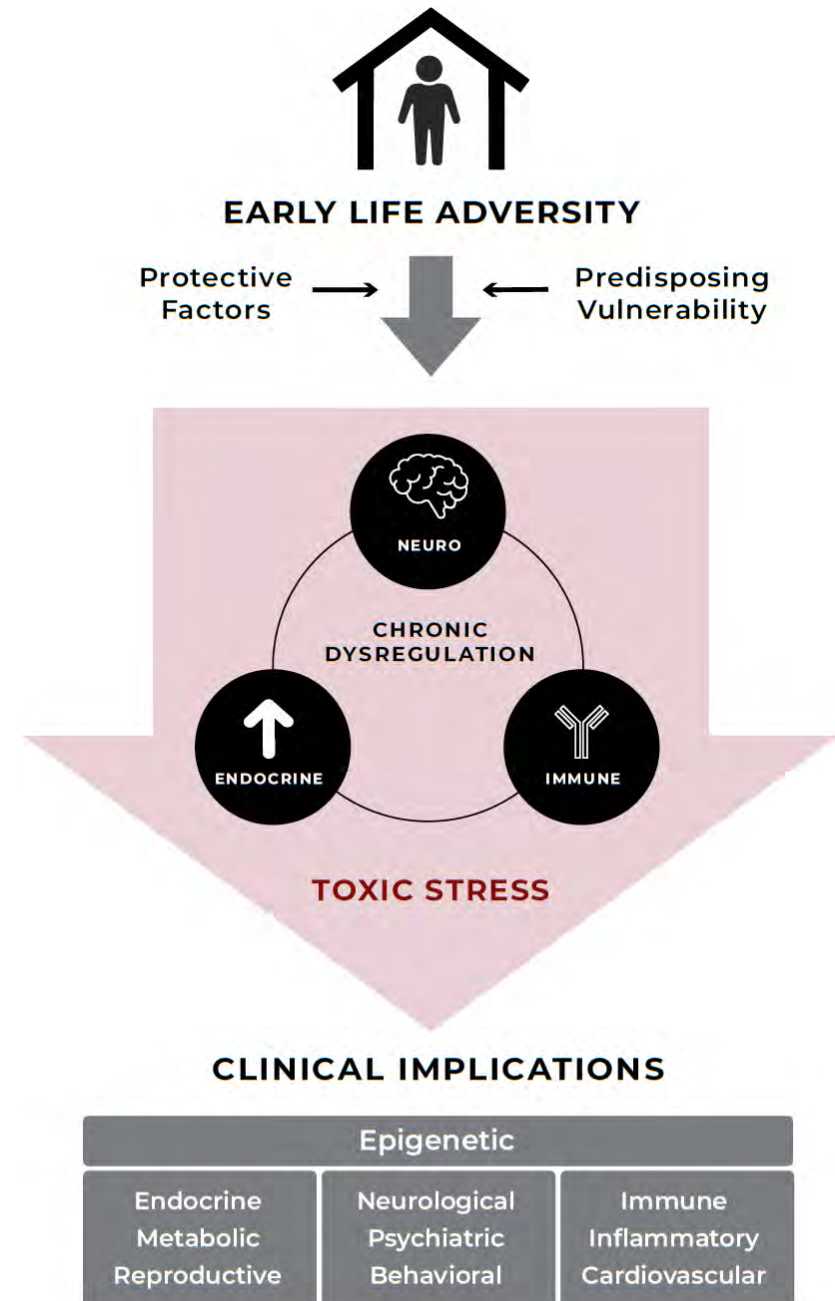 EARLY LIFE ADVERSITY
Protective
Factors
Predisposing
Vulnerability
NEURO
CHRONIC
DYSREGULATION
ENDOCRINE
IMMUNE
TOXIC STRESS
CLINICAL IMPLICATIONS
Epigenetic
Endocrine
Metabolic
Reproductive
Neurological
Psychiatric
Behavioral
Immune
Inflammatory
Cardiovascular